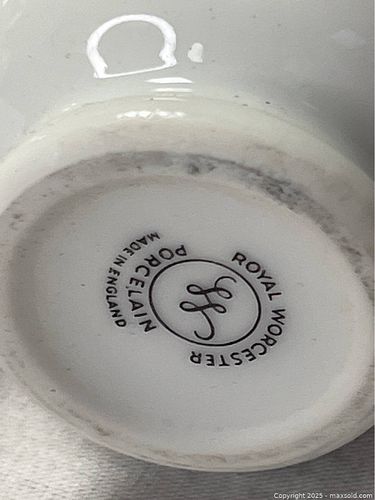 ROYAL WORCESTER
PORCELAIN
MADE IN ENGLAND
Copyright 2025 - maxsold.com